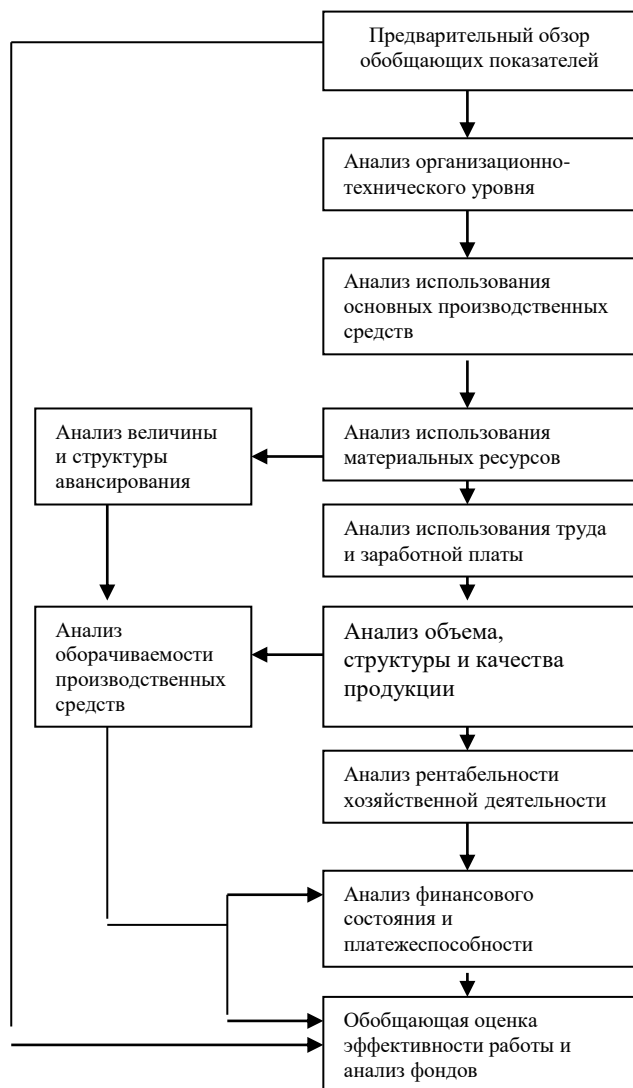 Предварительный обзор
обобщающих показателей
Анализ организационно-
технического уровня
Анализ использования
основных производственных
средств
Анализ величины
и структуры
авансирования
Анализ использования
материальных ресурсов
Анализ использования труда
и заработной платы
Анализ
оборачиваемости
производственных
средств
Анализ объема,
структуры и качества
продукции
Анализ рентабельности
хозяйственной деятельности
Анализ финансового
состояния и
платежеспособности
Обобщающая оценка
эффективности работы и
анализ фондов